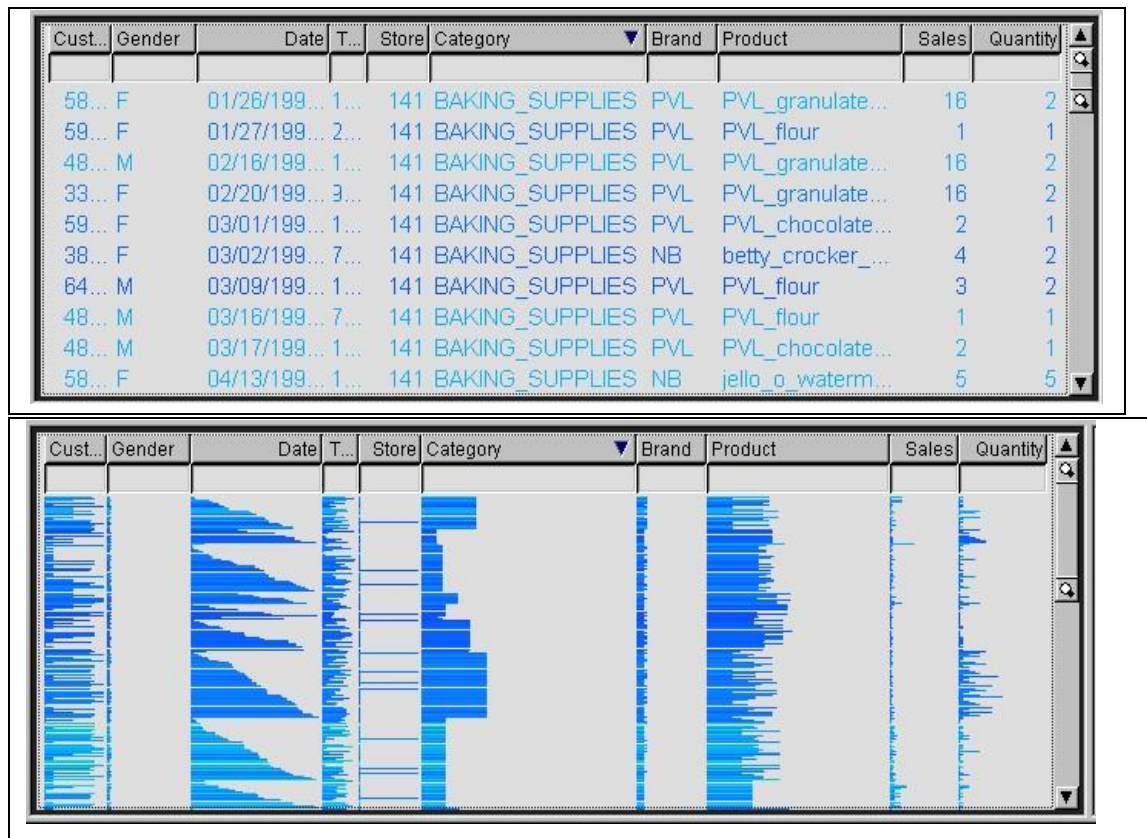 Cust... Gender Date T... Store Category Brand Product Sales Quantity
58... F 01/26/199... 1... 141 BAKING_SUPPLIES PVL PVL_granulate... 16 2
59... F 01/27/199... 2... 141 BAKING_SUPPLIES PVL PVL_flour 1 1
48... M 02/16/199... 1... 141 BAKING_SUPPLIES PVL PVL_granulate... 16 2
33... F 02/20/199... 9... 141 BAKING_SUPPLIES PVL PVL_granulate... 16 2
59... F 03/01/199... 1... 141 BAKING_SUPPLIES PVL PVL_chocolate... 2 1
38... F 03/02/199... 7... 141 BAKING_SUPPLIES NB betty_crocker_... 4 2
64... M 03/09/199... 1... 141 BAKING_SUPPLIES PVL PVL_flour 3 2
48... M 03/16/199... 7... 141 BAKING_SUPPLIES PVL PVL_flour 1 1
48... M 03/17/199... 1... 141 BAKING_SUPPLIES PVL PVL_chocolate... 2 1
58... F 04/13/199... 1... 141 BAKING_SUPPLIES NB jello_o_waterm... 5 5
Cust... Gender Date T... Store Category Brand Product Sales Quantity